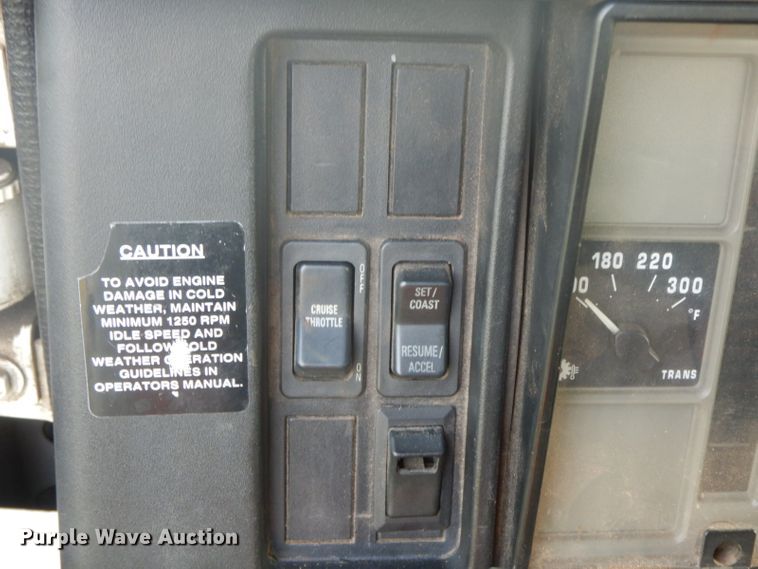 CAUTION
TO AVOID ENGINE
DAMAGE IN COLD
WEATHER, MAINTAIN
MINIMUM 1250 RPM
IDLE SPEED AND
FOLLOW COLD
WEATHER OPERATION
GUIDELINES IN
OPERATORS MANUAL.
OFF
CRUISE
THROTTLE
ON
SET/
COAST
RESUME/
ACCEL
180 220
300
°F
TRANS
Purple Wave Auction